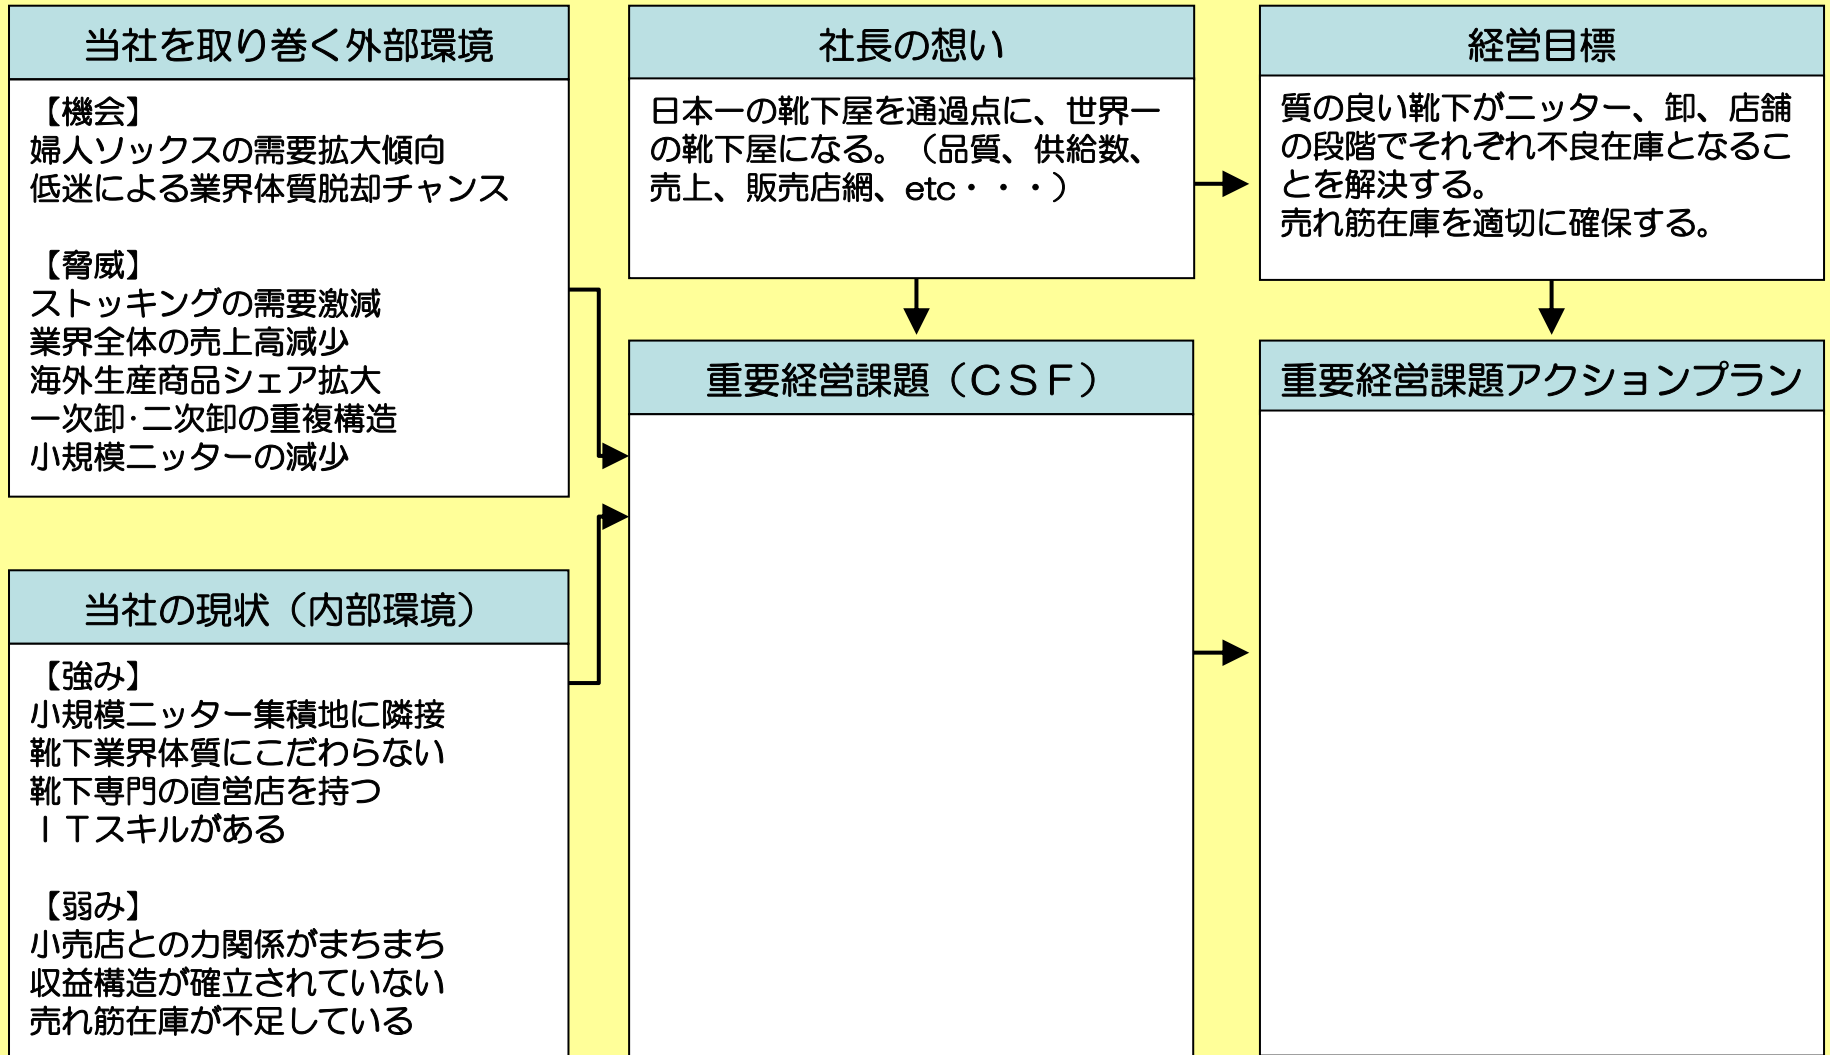 当社を取り巻く外部環境
【機会】
婦人ソックスの需要拡大傾向
低迷による業界体質脱却チャンス
【脅威】
ストッキングの需要激減
業界全体の売上高減少
海外生産商品シェア拡大
一次卸・二次卸の重複構造
小規模ニッターの減少
当社の現状（内部環境）
【強み】
小規模ニッター集積地に隣接
靴下業界体質にこだわらない
靴下専門の直営店を持つ
ＩＴスキルがある
【弱み】
小売店との力関係がまちまち
収益構造が確立されていない
売れ筋在庫が不足している
社長の想い
日本一の靴下屋を通過点に、世界一
の靴下屋になる。（品質、供給数、
売上、販売店網、etc・・・）
重要経営課題（ＣＳＦ）
経営目標
質の良い靴下がニッター、卸、店舗
の段階でそれぞれ不良在庫となるこ
とを解決する。
売れ筋在庫を適切に確保する。
重要経営課題アクションプラン